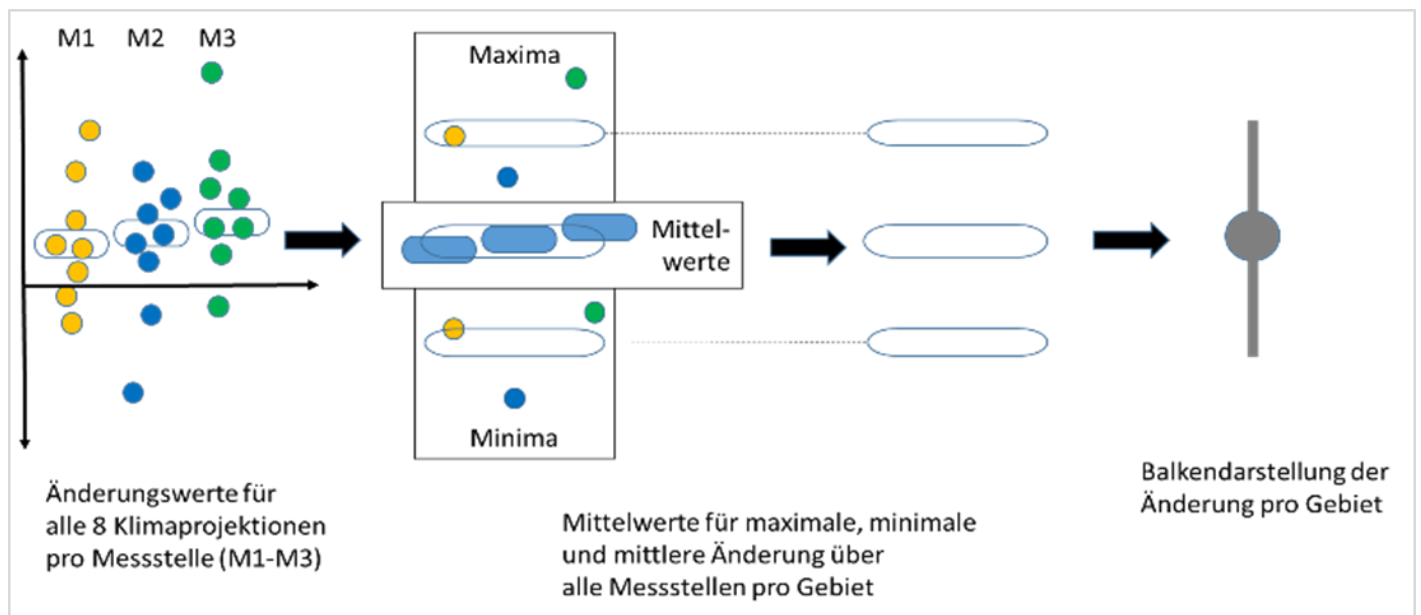 M1 M2 M3
Maxima
Mittel-
werte
Minima
Änderungswerte für
alle 8 Klimaprojektionen
pro Messstelle (M1-M3)
Mittelwerte für maximale, minimale
und mittlere Änderung über
alle Messstellen pro Gebiet
Balkendarstellung der
Änderung pro Gebiet